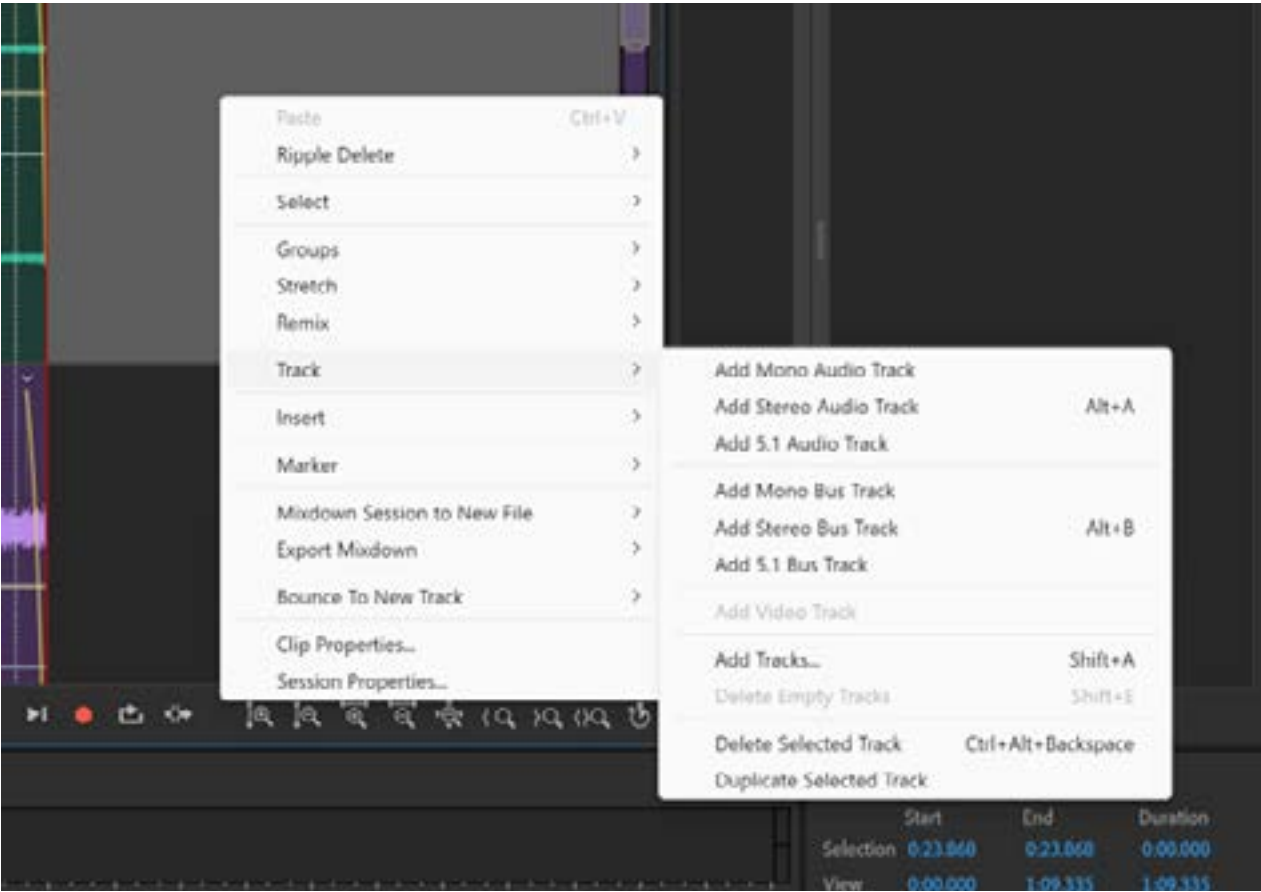 Paste Ctrl+V
Ripple Delete
Select
Groups
Stretch
Remix
Track
Insert
Marker
Mixdown Session to New File
Export Mixdown
Bounce To New Track
Clip Properties...
Session Properties...
Add Mono Audio Track
Add Stereo Audio Track Alt+A
Add 5.1 Audio Track
Add Mono Bus Track
Add Stereo Bus Track Alt+B
Add 5.1 Bus Track
Add Video Track
Add Tracks... Shift+A
Delete Empty Tracks Shift+E
Delete Selected Track Ctrl+Alt+Backspace
Duplicate Selected Track
Start End Duration
Selection 0:23.868 0:23.868 0:00.000
View 0:00.000 1:09.335 1:09.335